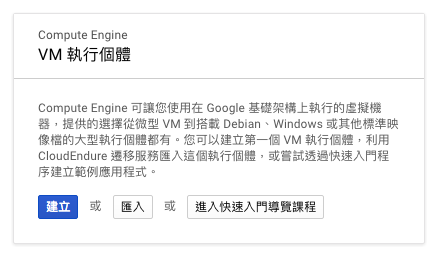 Compute Engine
VM 執行個體
Compute Engine 可讓您使用在 Google 基礎架構上執行的虛擬機
器，提供的選擇從微型 VM 到搭載 Debian、Windows 或其他標準映
像檔的大型執行個體都有。您可以建立第一個 VM 執行個體，利用
CloudEndure 遷移服務匯入這個執行個體，或嘗試透過快速入門程
序建立範例應用程式。
建立 或 匯入 或 進入快速入門導覽課程